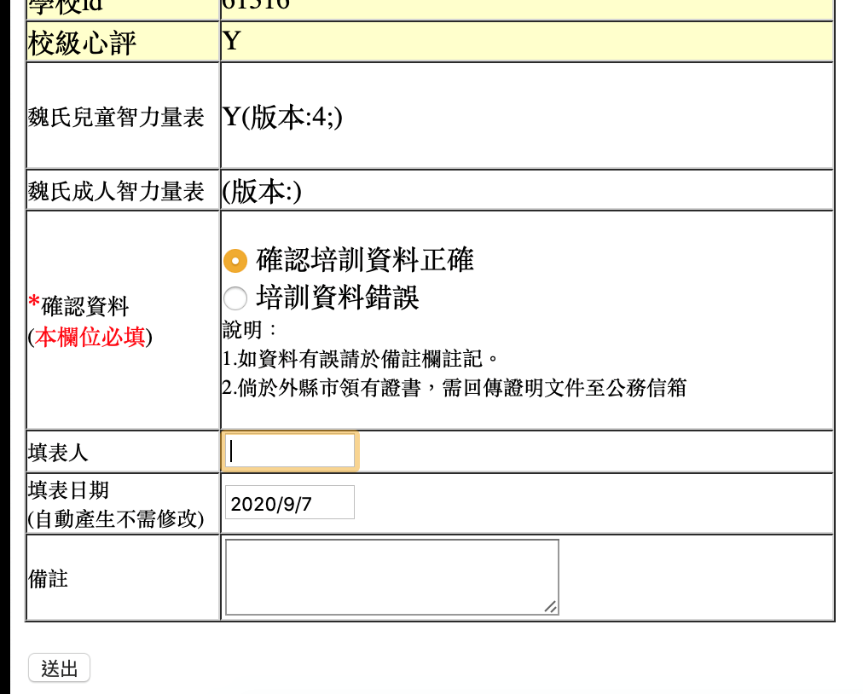 學校id 61516
校級心評 Y
魏氏兒童智力量表 Y(版本:4;)
魏氏成人智力量表 (版本:)
*確認資料
(本欄位必填)
確認培訓資料正確
培訓資料錯誤
說明：
1.如資料有誤請於備註欄註記。
2.倘於外縣市領有證書，需回傳證明文件至公務信箱
填表人
填表日期
(自動產生不需修改)
2020/9/7
備註
送出